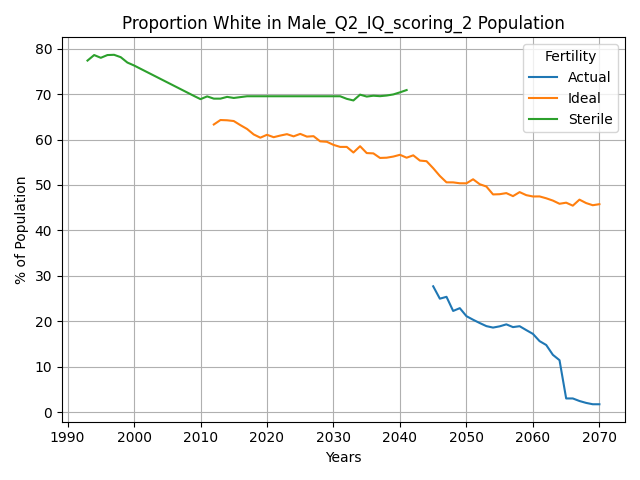 Proportion White in Male_Q2_IQ_scoring_2 Population
Fertility
Actual
Ideal
Sterile
% of Population
80
70
60
50
40
30
20
10
0
1990 2000 2010 2020 2030 2040 2050 2060 2070
Years